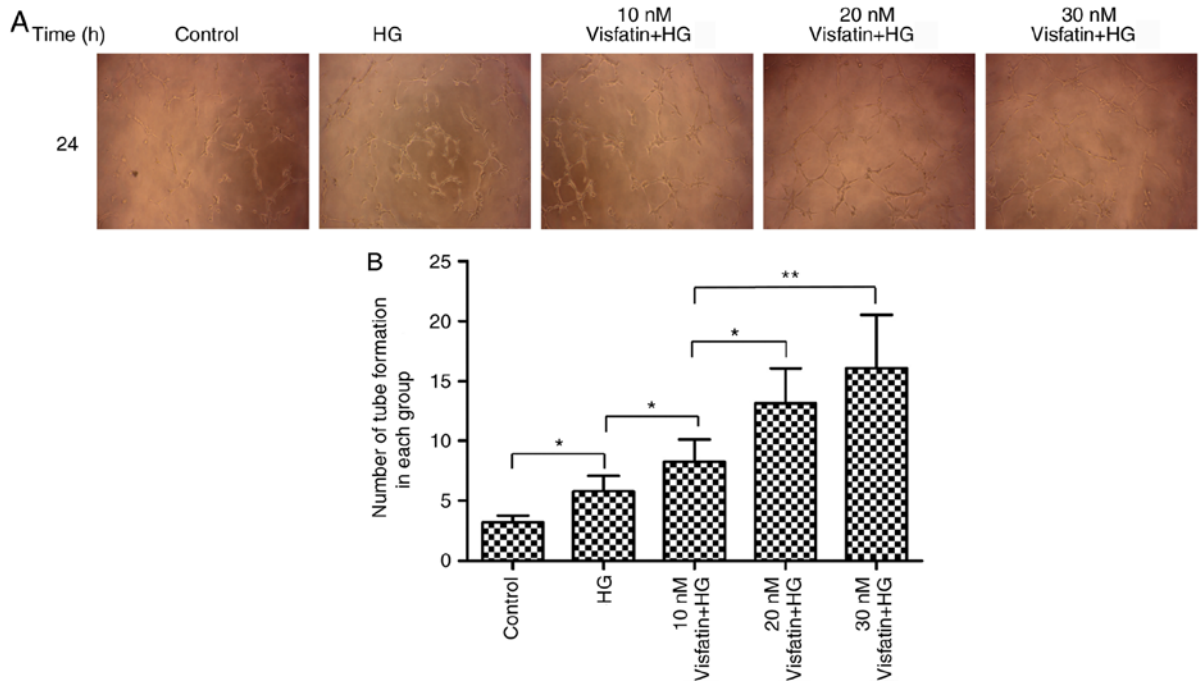 A
Time (h)
Control
HG
10 nM
Visfatin+HG
20 nM
Visfatin+HG
30 nM
Visfatin+HG
24
B
Number of tube formation
in each group
25
20
15
10
5
0
*
*
*
**
Control
HG
10 nM
Visfatin+HG
20 nM
Visfatin+HG
30 nM
Visfatin+HG